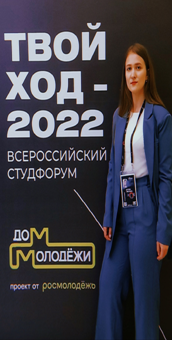 ТВОЙ
ХОД -
2022
ВСЕРОССИЙСКИЙ
СТУДФОРУМ
ДОМ
МОЛОДЁЖИ
проект от росмолодёжь